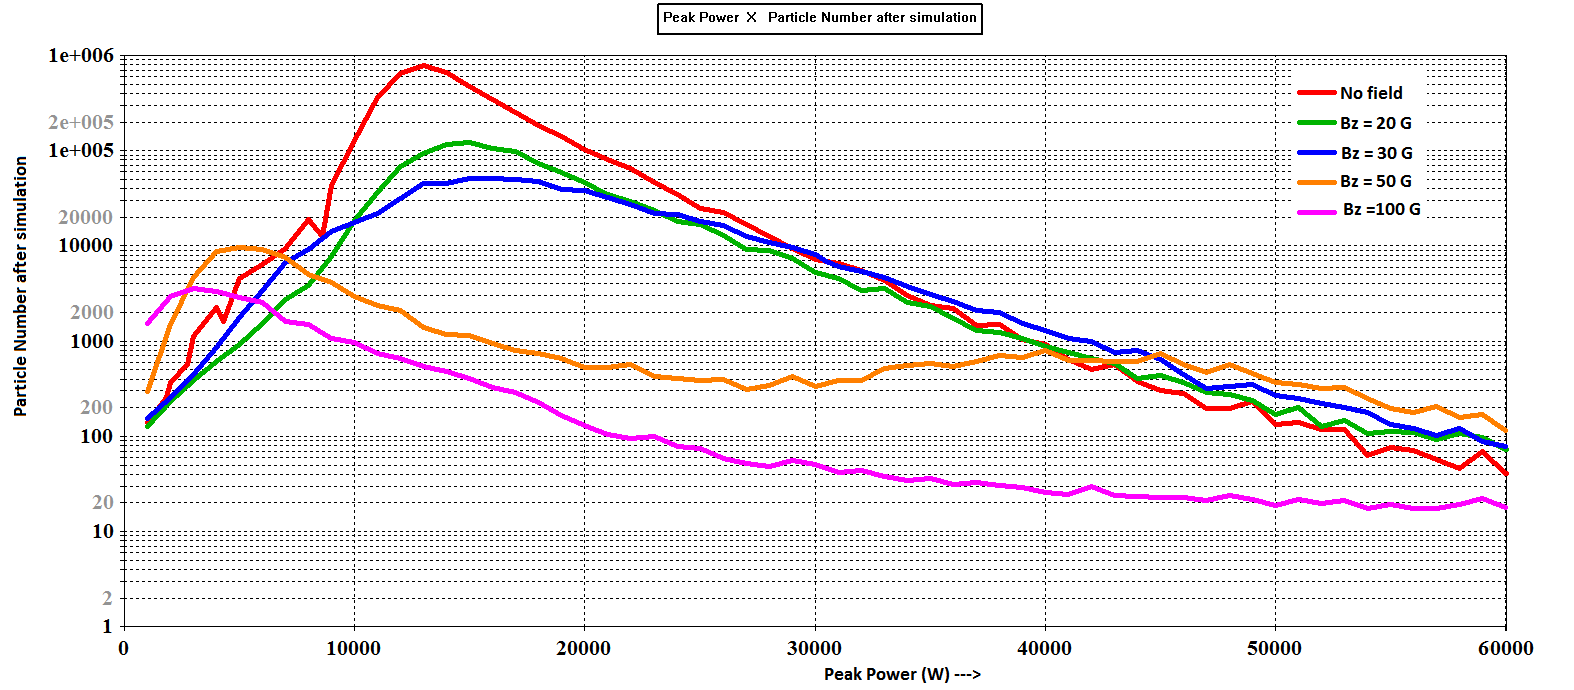 Peak Power X Particle Number after simulation
1e+006
2e+005
1e+005
20000
10000
2000
1000
200
100
20
10
2
1
Particle Number after simulation
No field
Bz = 20 G
Bz = 30 G
Bz = 50 G
Bz =100 G
0 10000 20000 30000 40000 50000 60000
Peak Power (W) --->